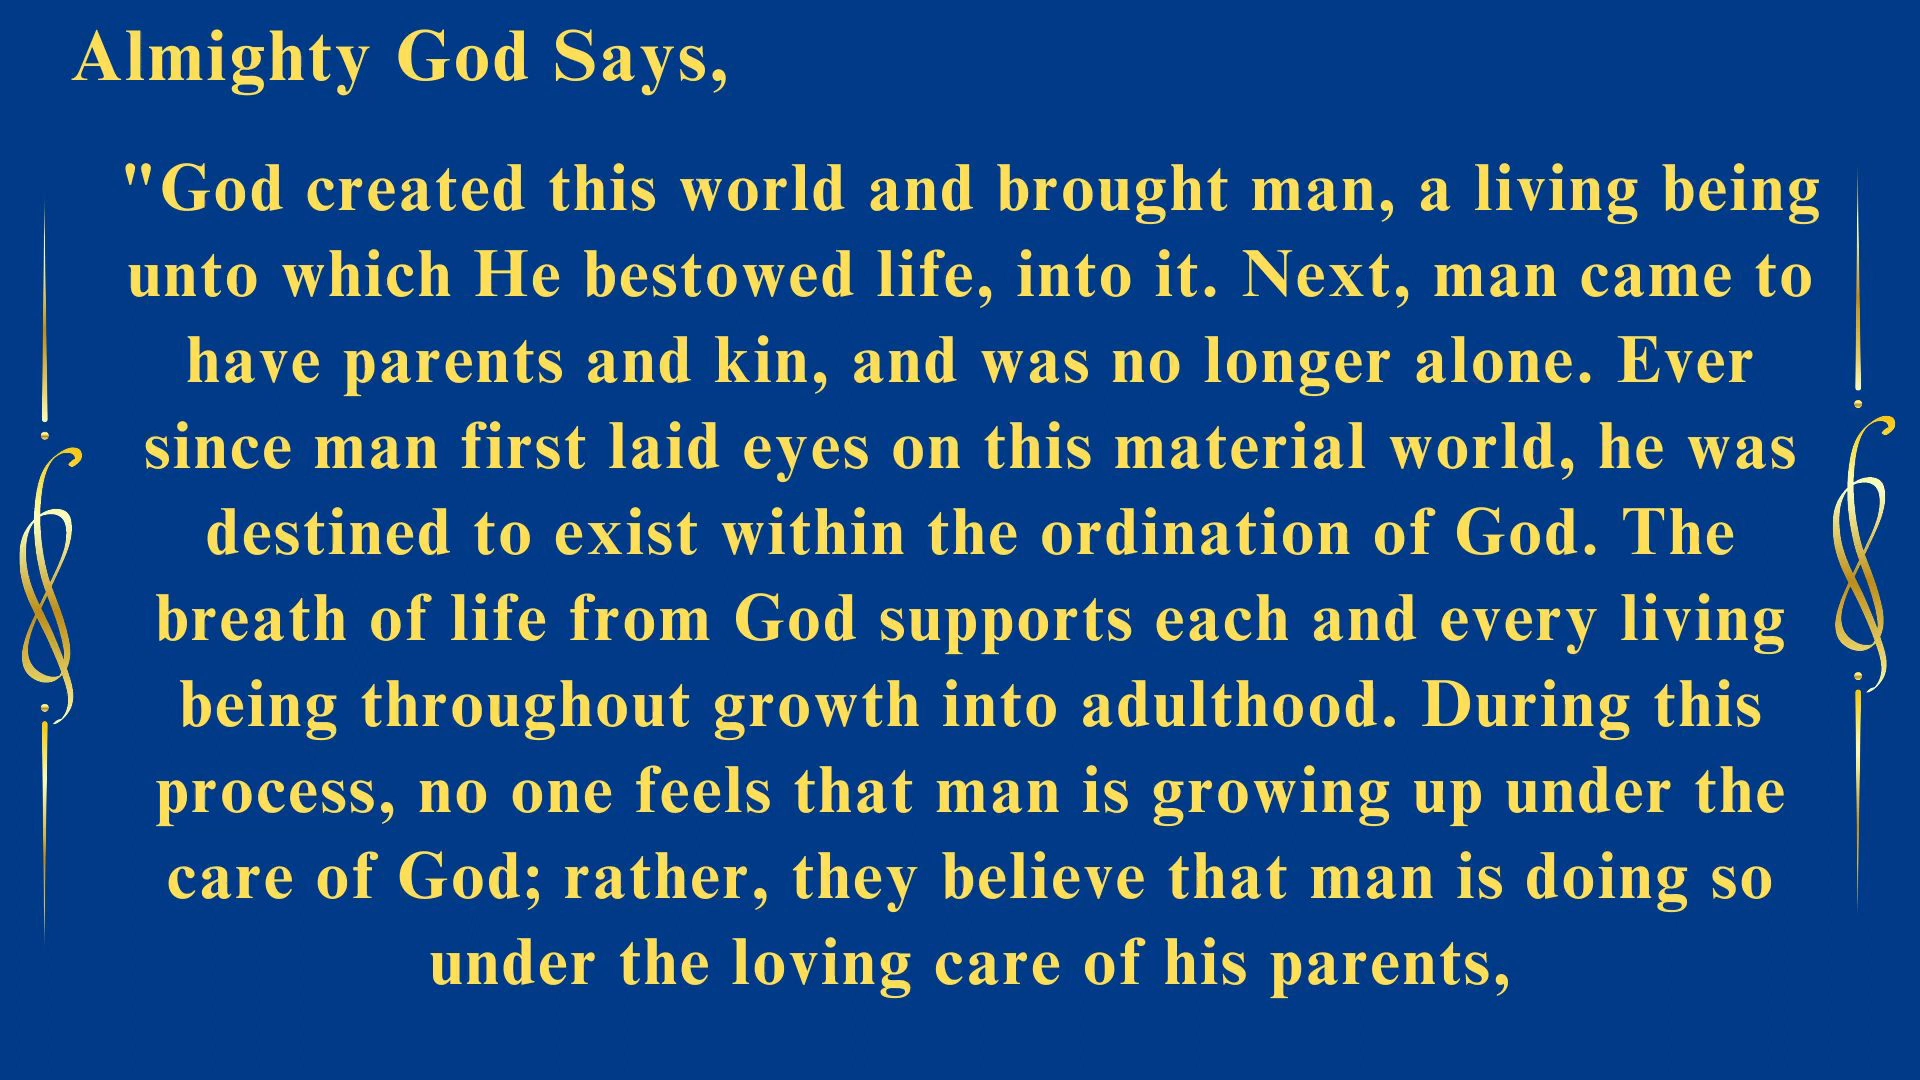 Almighty God Says,
"God created this world and brought man, a living being
unto which He bestowed life, into it. Next, man came to
have parents and kin, and was no longer alone. Ever
since man first laid eyes on this material world, he was
destined to exist within the ordination of God. The
breath of life from God supports each and every living
being throughout growth into adulthood. During this
process, no one feels that man is growing up under the
care of God; rather, they believe that man is doing so
under the loving care of his parents,